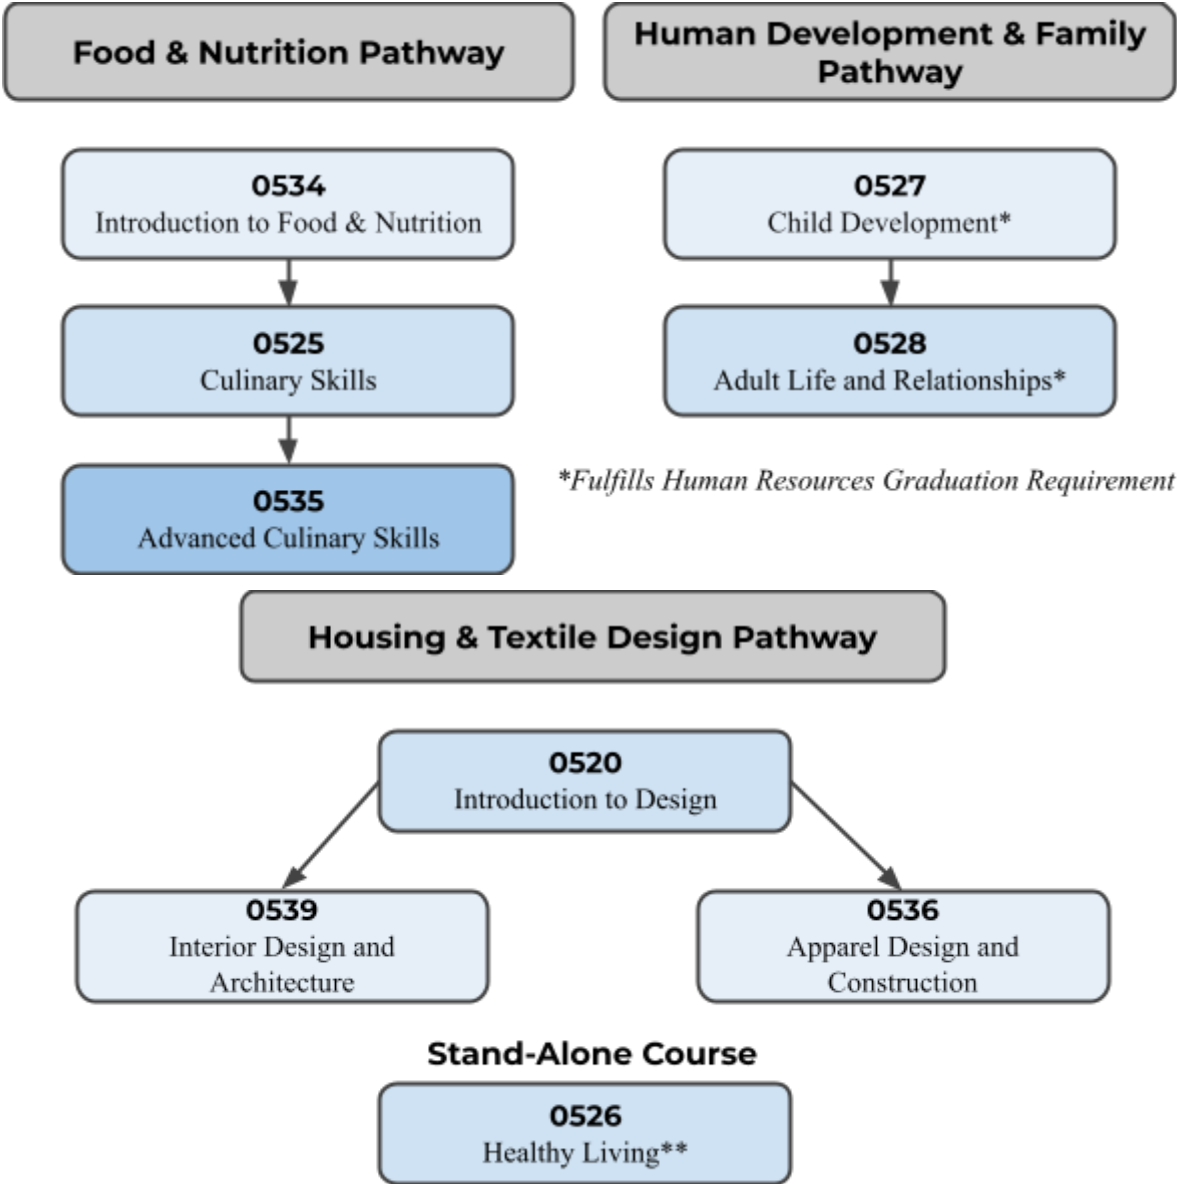 Food & Nutrition Pathway
0534
Introduction to Food & Nutrition
0525
Culinary Skills
0535
Advanced Culinary Skills
Human Development & Family
Pathway
0527
Child Development*
0528
Adult Life and Relationships*
*Fulfills Human Resources Graduation Requirement
Housing & Textile Design Pathway
0520
Introduction to Design
0539
Interior Design and
Architecture
0536
Apparel Design and
Construction
Stand-Alone Course
0526
Healthy Living**